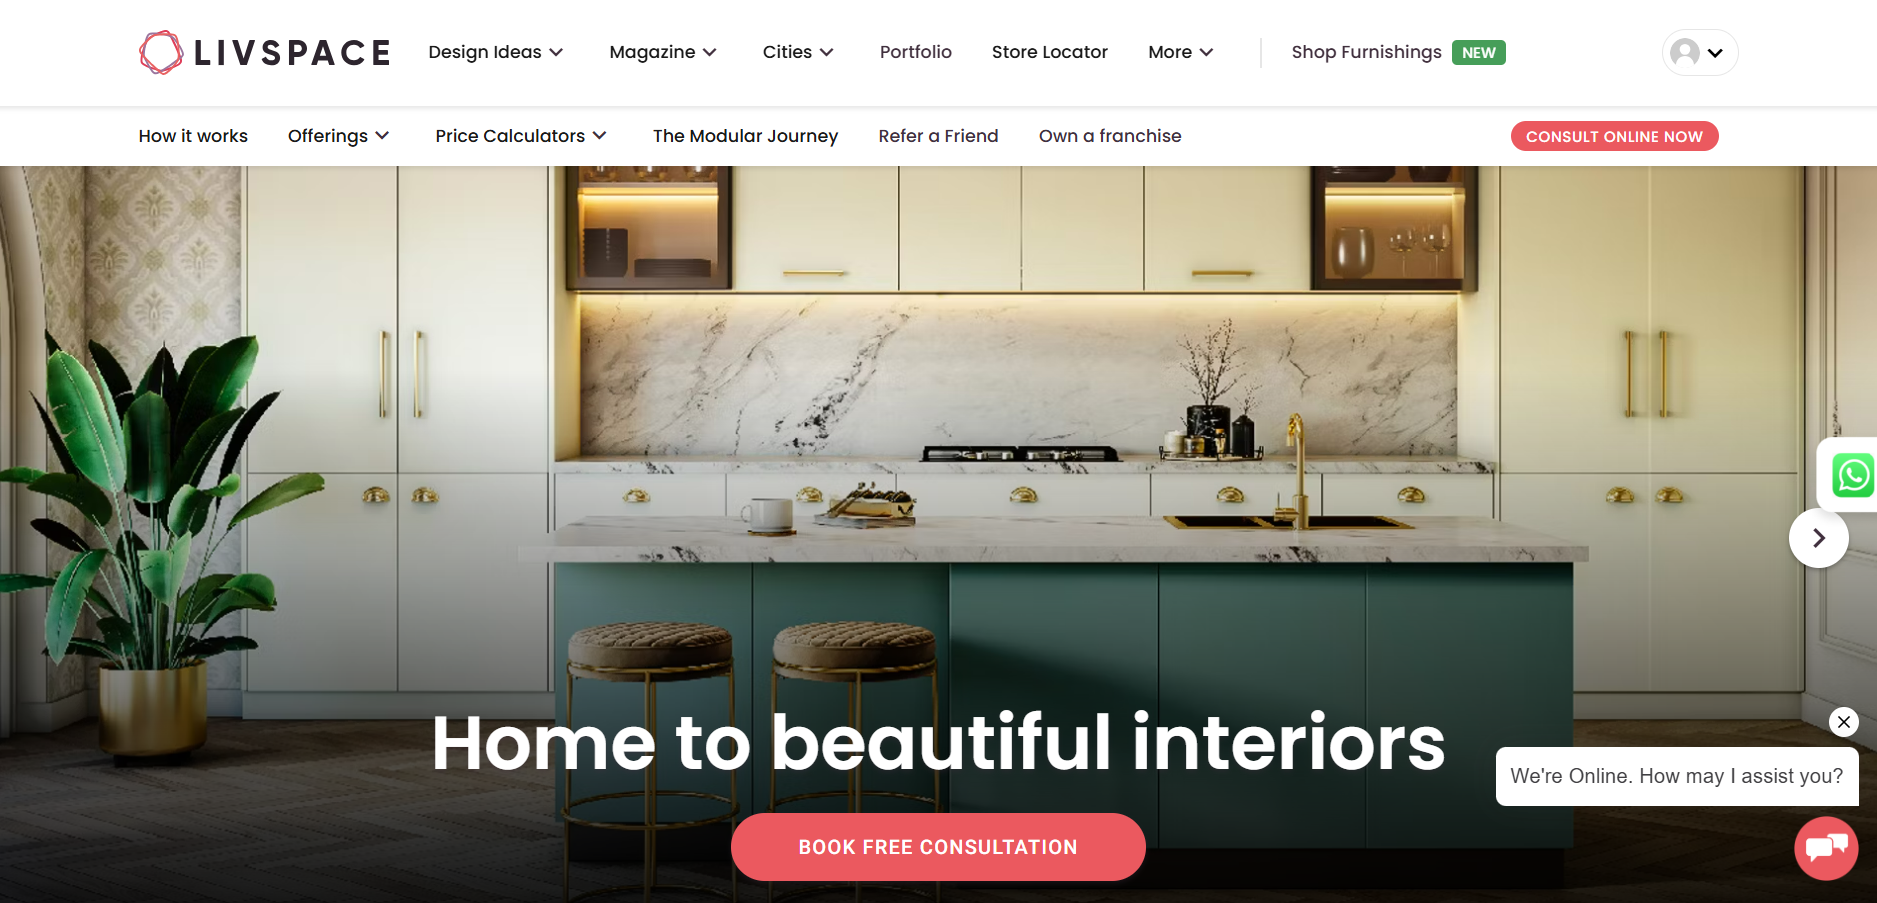 LIVSPACE Design Ideas Magazine Cities Portfolio Store Locator More Shop Furnishings NEW
How it works Offerings Price Calculators The Modular Journey Refer a Friend Own a franchise CONSULT ONLINE NOW
Home to beautiful interiors
We're Online. How may I assist you?
BOOK FREE CONSULTATION